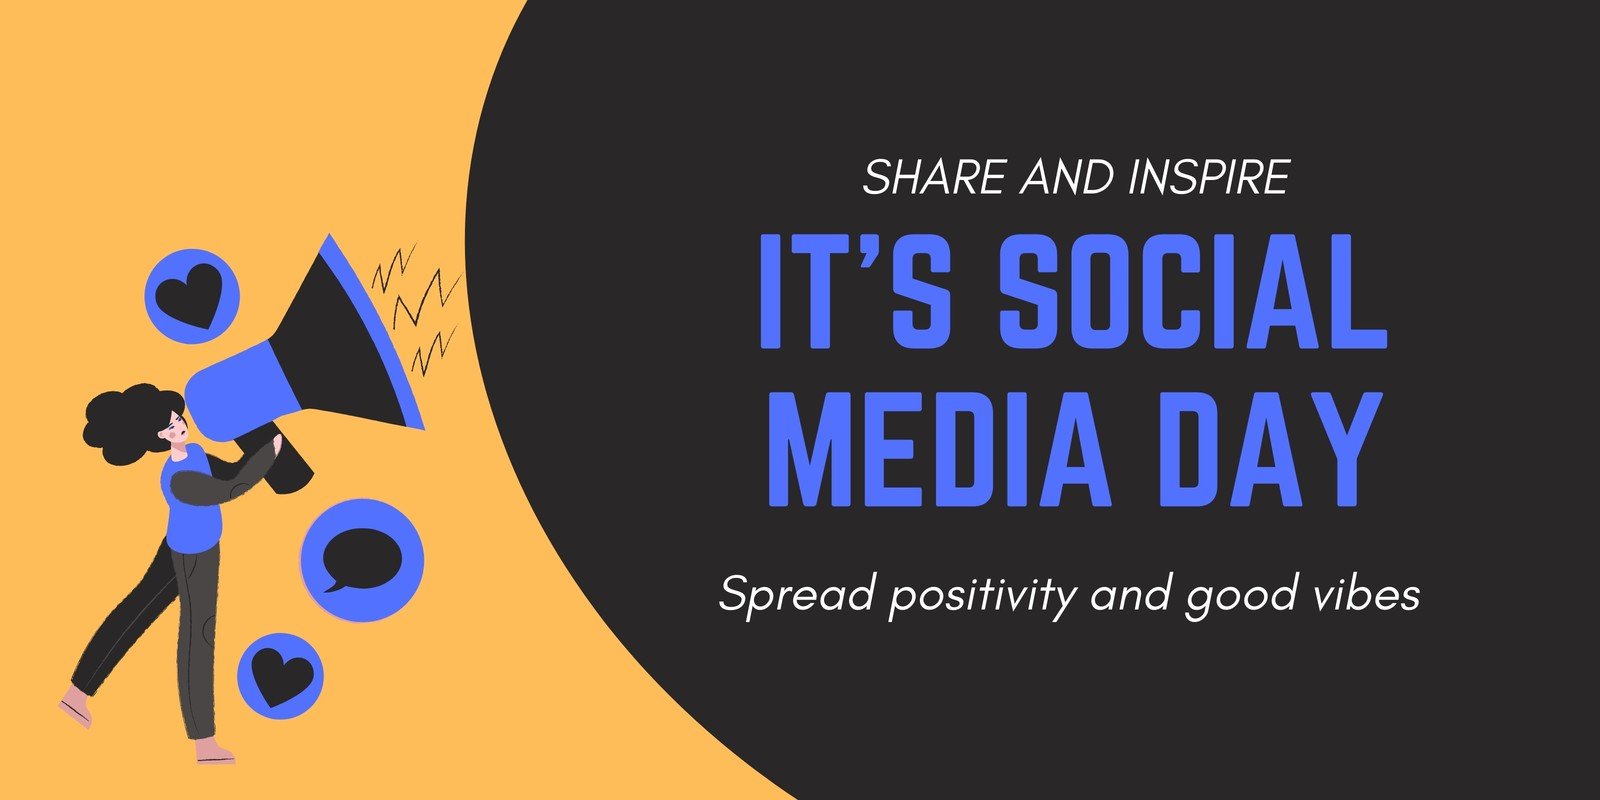 SHARE AND INSPIRE
IT’S SOCIAL
MEDIA DAY
Spread positivity and good vibes